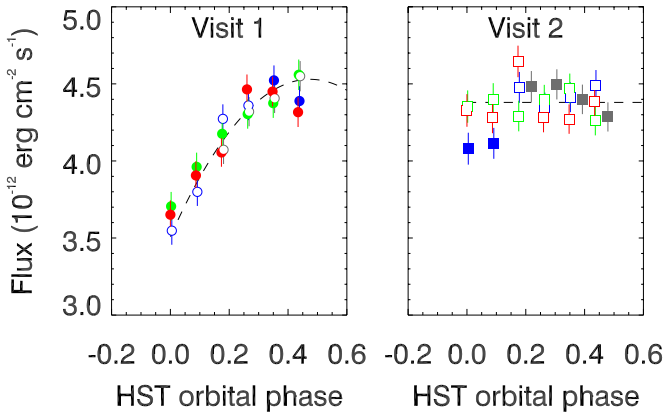 Visit 1
Visit 2
5.0
4.5
4.0
3.5
3.0
Flux (10⁻¹² erg cm⁻² s⁻¹)
-0.2 0.0 0.2 0.4 0.6
-0.2 0.0 0.2 0.4 0.6
HST orbital phase
HST orbital phase